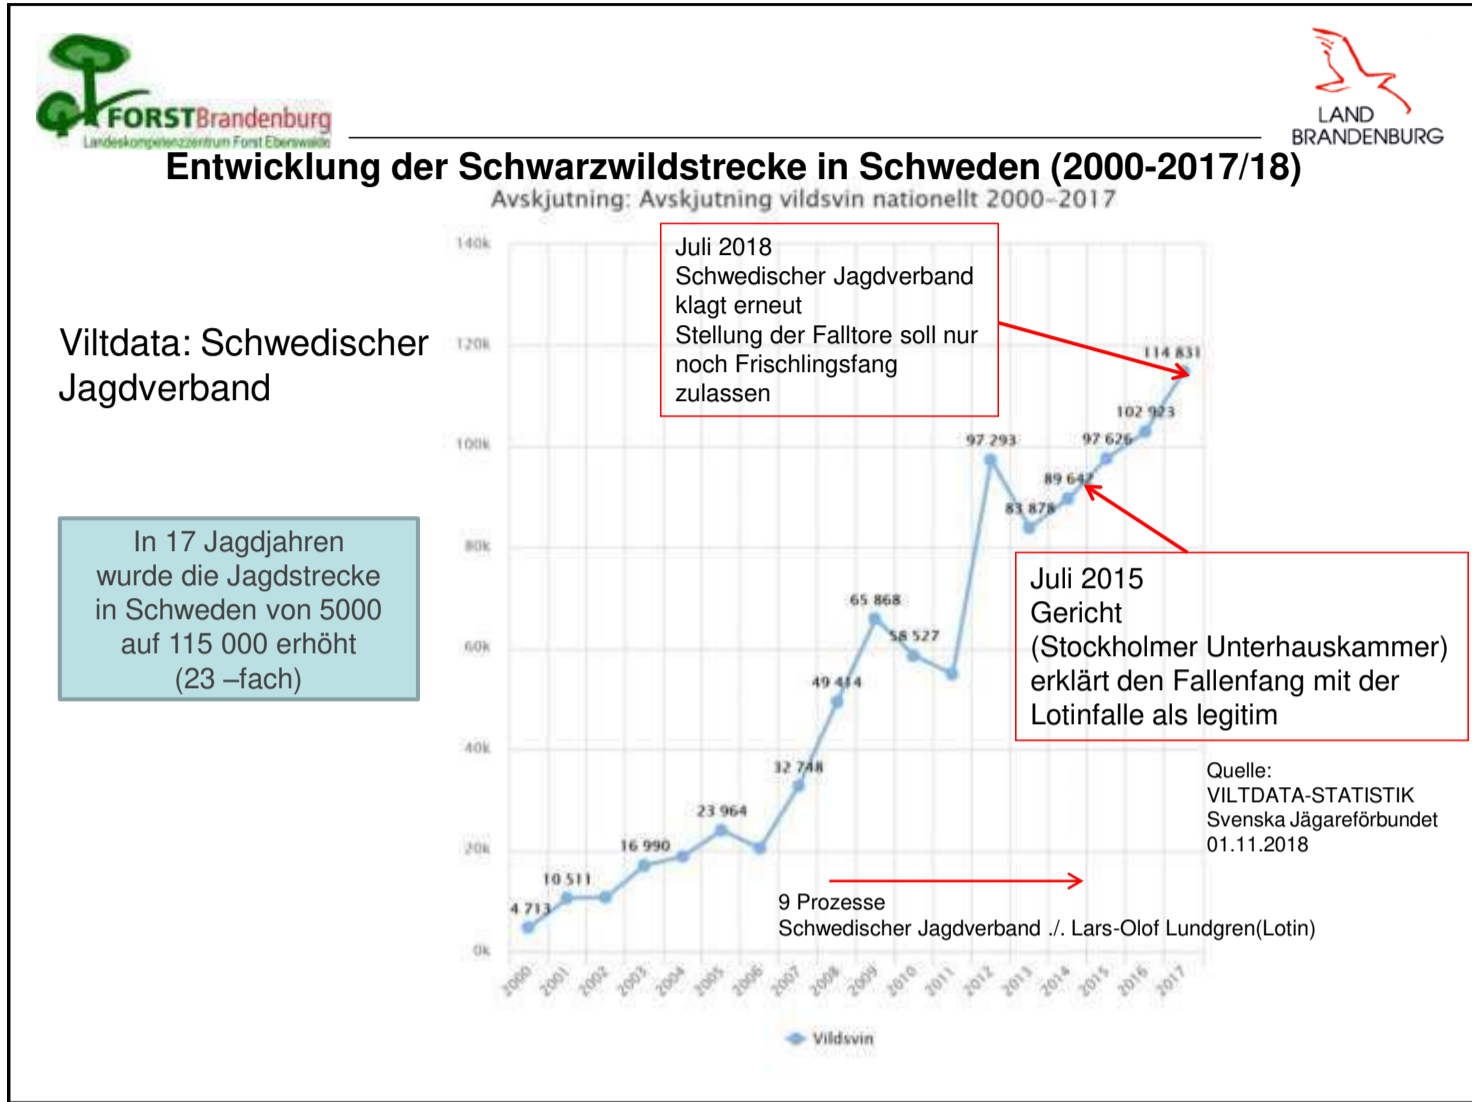 FORSTBrandenburg
Landeskompetenzzentrum Forst Eberswalde
LAND
BRANDENBURG
Entwicklung der Schwarzwildstrecke in Schweden (2000-2017/18)
Avskjutning: Avskjutning vildsvin nationellt 2000–2017
Viltdata: Schwedischer
Jagdverband
In 17 Jagdjahren
wurde die Jagdstrecke
in Schweden von 5000
auf 115 000 erhöht
(23 –fach)
Juli 2018
Schwedischer Jagdverband
klagt erneut
Stellung der Falltore soll nur
noch Frischlingsfang
zulassen
140k
120k
100k
80k
60k
40k
20k
0k
4 713
10 511
16 990
23 964
32 748
49 414
65 868
58 527
97 293
83 878
89 642
97 626
102 923
114 831
Juli 2015
Gericht
(Stockholmer Unterhauskammer)
erklärt den Fallenfang mit der
Lotinfalle als legitim
Quelle:
VILTDATA-STATISTIK
Svenska Jägareförbundet
01.11.2018
9 Prozesse
Schwedischer Jagdverband ./. Lars-Olof Lundgren(Lotin)
2000
2001
2002
2003
2004
2005
2006
2007
2008
2009
2010
2011
2012
2013
2014
2015
2016
2017
Vildsvin